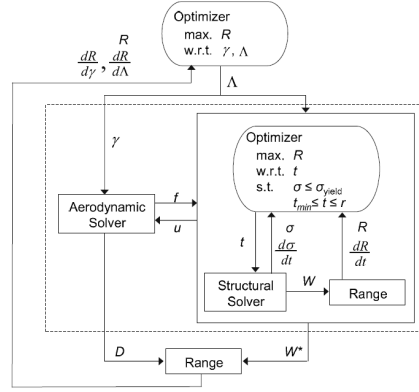 Optimizer
max. R
w.r.t. γ, Λ
R
dR/dγ, dR/dΛ
Λ
γ
Optimizer
max. R
w.r.t. t
s.t. σ ≤ σyield
tmin ≤ t ≤ r
Aerodynamic
Solver
f
u
t
σ
dσ/dt
R
dR/dt
Structural
Solver
W
Range
D
Range
W*